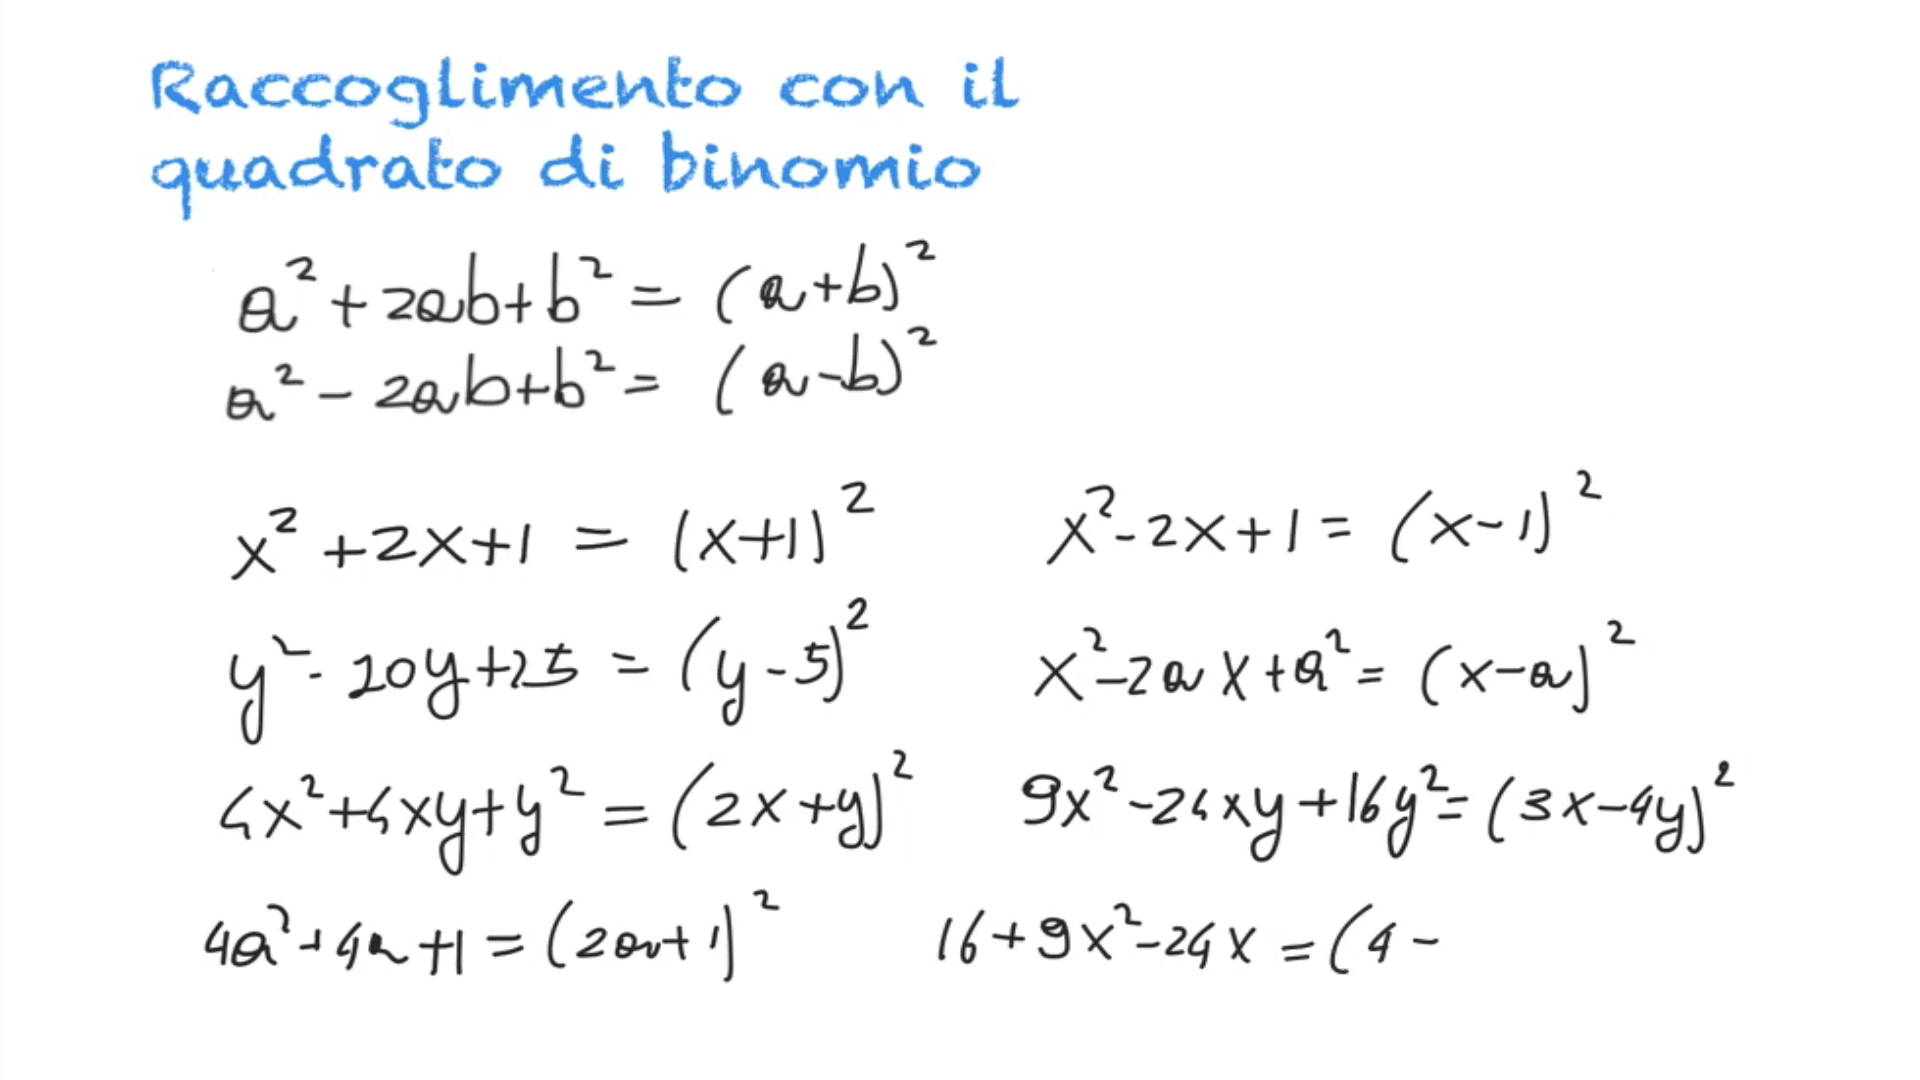 Raccoglimento con il
quadrato di binomio
a² + 2ab + b² = (a+b)²
a² - 2ab + b² = (a-b)²
x² + 2x + 1 = (x+1)²
x² - 2x + 1 = (x-1)²
y² - 10y + 25 = (y-5)²
x² - 2ax + a² = (x-a)²
4x² + 4xy + y² = (2x+y)²
9x² - 24xy + 16y² = (3x-4y)²
4a² + 4a + 1 = (2a+1)²
16 + 9x² - 24x = (4 -